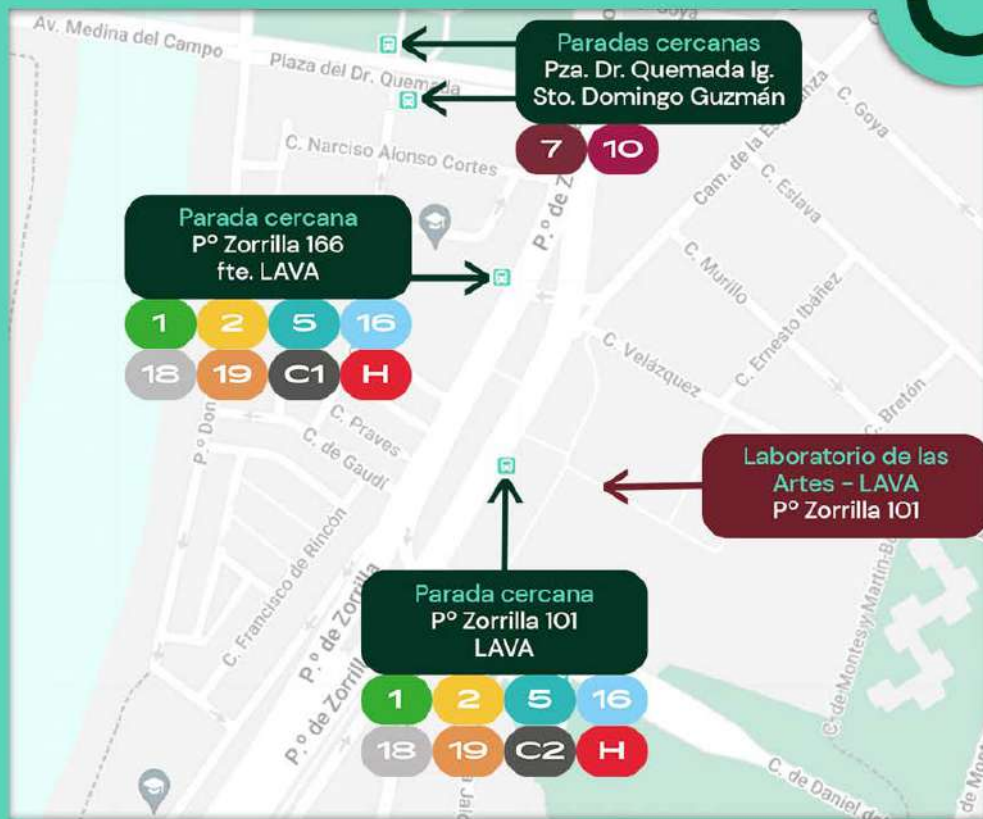 Av. Medina del Campo
Plaza del Dr. Quemada
Paradas cercanas
Pza. Dr. Quemada Ig.
Sto. Domingo Guzmán
7 10
Goya
C. Goya
C. Narciso Alonso Cortes
P.º de
Cam. de la
C. Eslava
Parada cercana
Pº Zorrilla 166
fte. LAVA
1 2 5 16
18 19 C1 H
C. Murillo
C. Ernesto Ibáñez
C. Velázquez
C. Bretón
P.º Don
C. Praves
C. de Gaudí
Laboratorio de las
Artes - LAVA
Pº Zorrilla 101
C. Francisco de Rincón
P.º de Zorrilla
Parada cercana
Pº Zorrilla 101
LAVA
1 2 5 16
18 19 C2 H
P.º de Zorrilla
C. de Montes y Martín
C. de Daniel